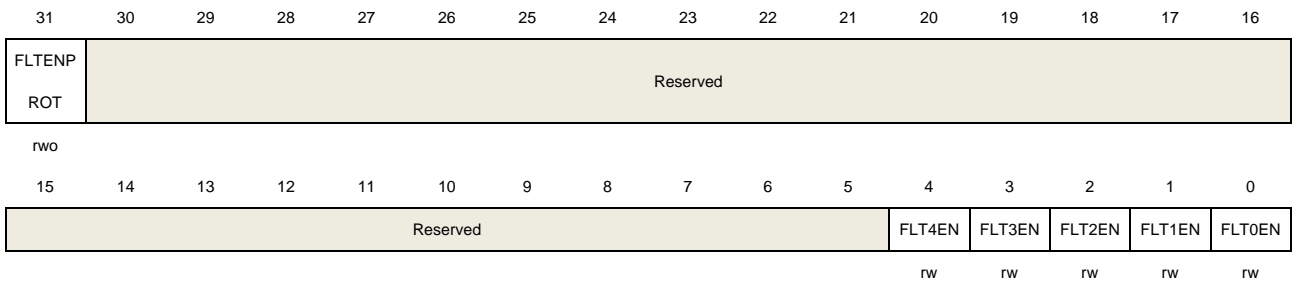 31 30 29 28 27 26 25 24 23 22 21 20 19 18 17 16
FLTENP
ROT
Reserved
rwo
15 14 13 12 11 10 9 8 7 6 5 4 3 2 1 0
Reserved FLT4EN FLT3EN FLT2EN FLT1EN FLT0EN
rw rw rw rw rw